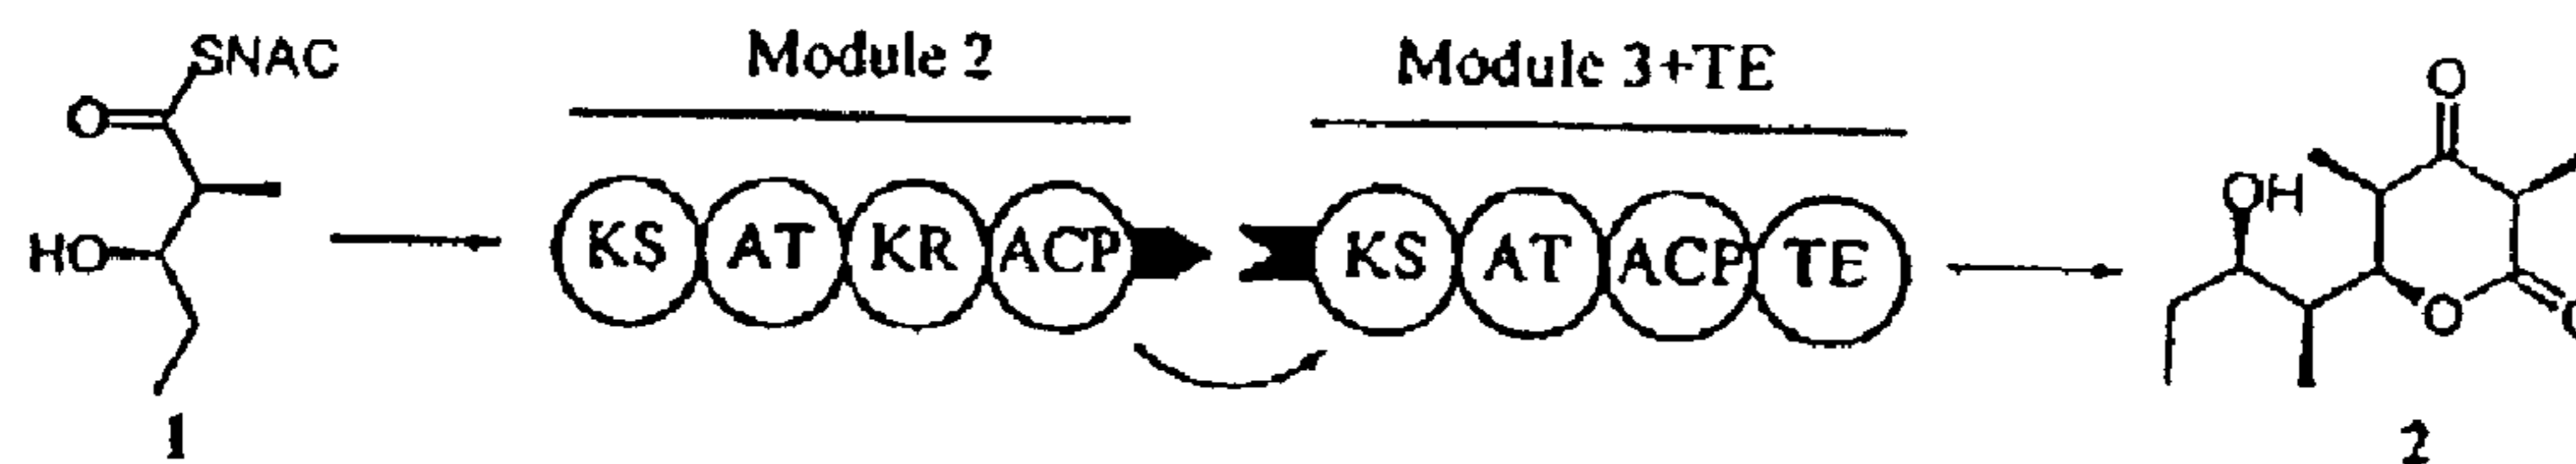 SNAC
O
HO
1
Module 2
KS AT KR ACP
Module 3+TE
KS AT ACP TE
O
OH
O
O
2